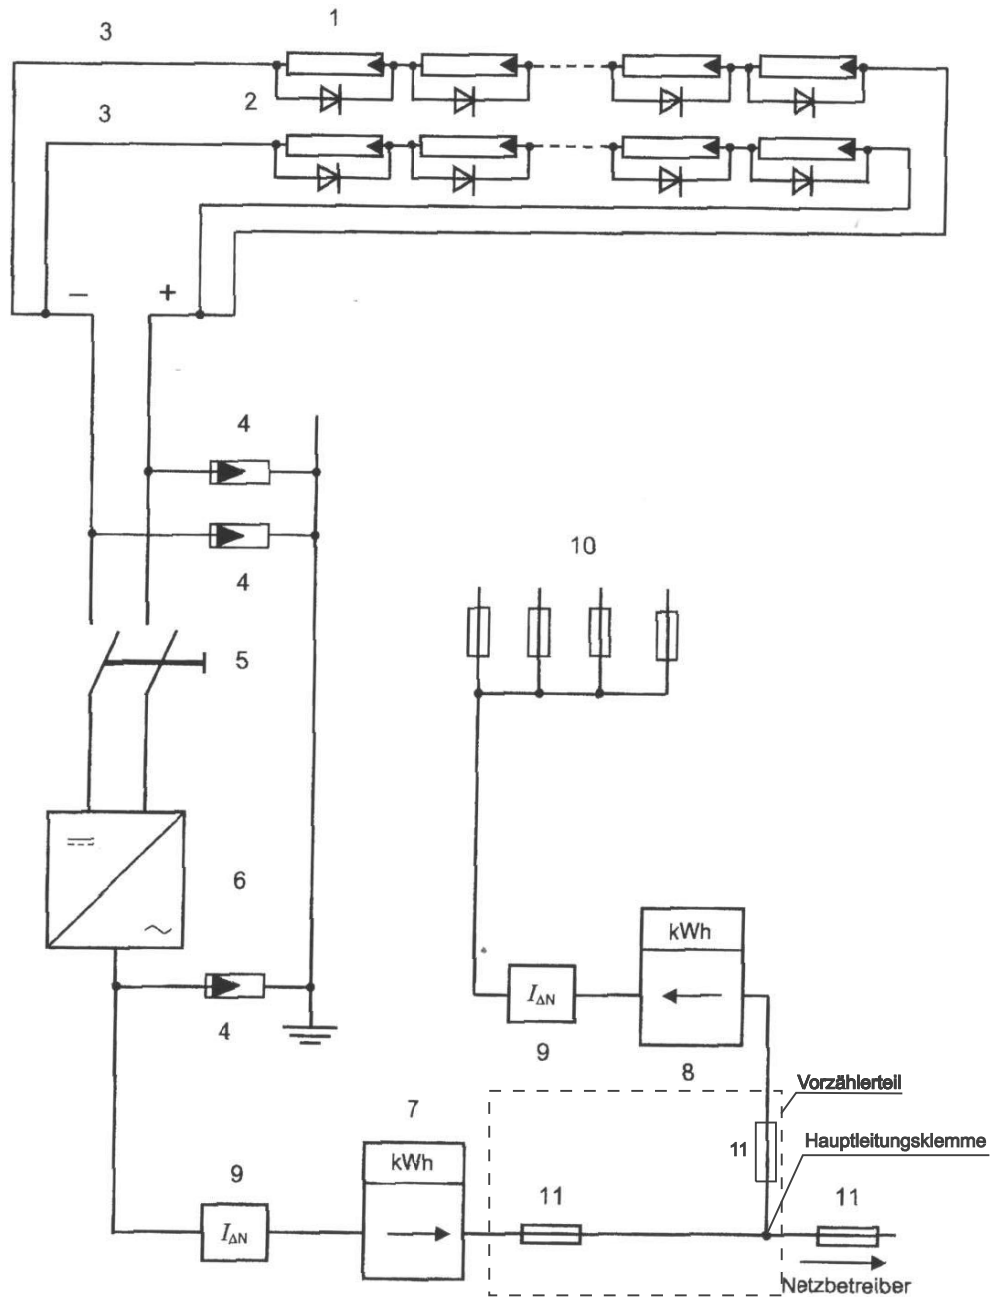 3
1
2
3
− +
4
4
10
5
6
4
kWh
I∆N
9
8
Vorzählerteil
7
Hauptleitungsklemme
11
kWh
9
11
11
I∆N
Netzbetreiber